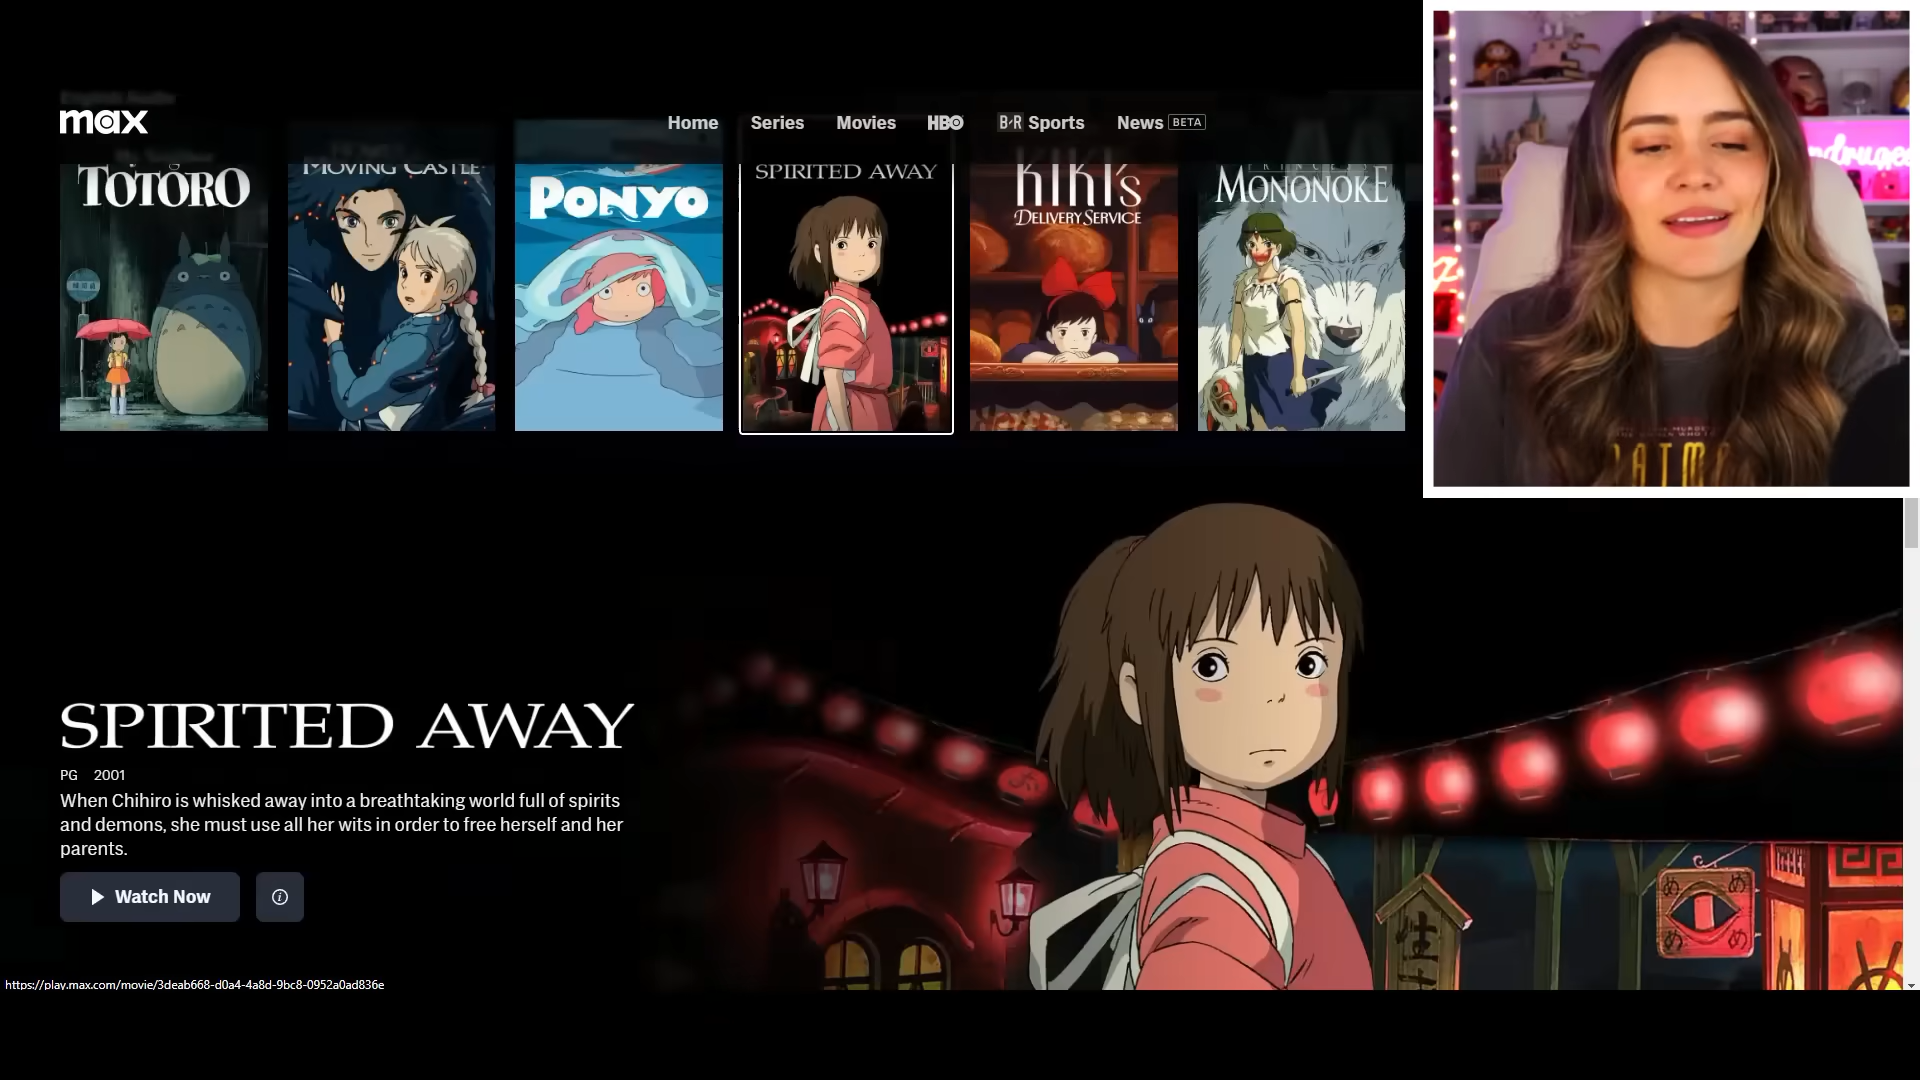 max
Home
Series
Movies
HBO
B/R Sports
News BETA
TOTORO
MOVING CASTLE
PONYO
SPIRITED AWAY
KIKI's
DELIVERY SERVICE
PRINCESS
MONONOKE
SPIRITED AWAY
PG 2001
When Chihiro is whisked away into a breathtaking world full of spirits
and demons, she must use all her wits in order to free herself and her
parents.
Watch Now
https://play.max.com/movie/3deab668-d0a4-4a8d-9bc8-0952a0ad836e